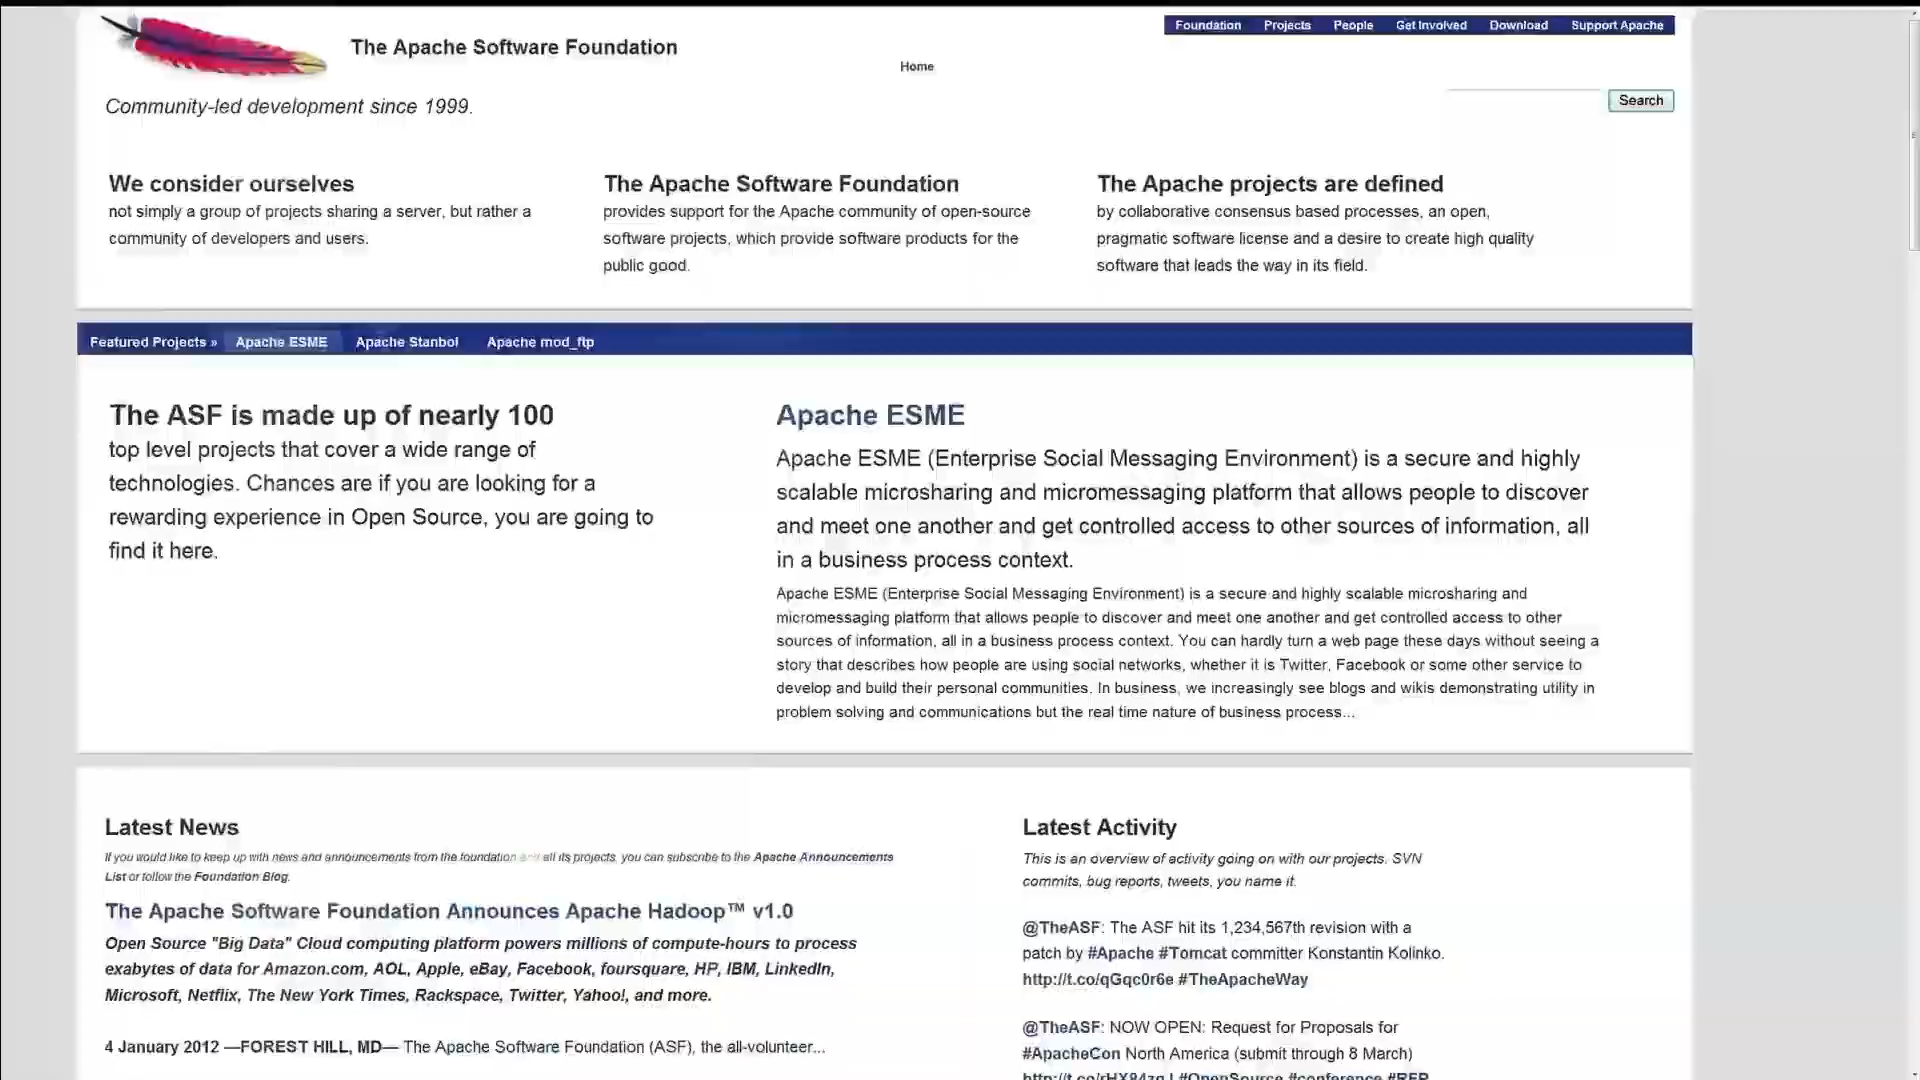 The Apache Software Foundation
Foundation Projects People Get Involved Download Support Apache
Home
Community-led development since 1999.
Search
We consider ourselves
not simply a group of projects sharing a server, but rather a
community of developers and users.
The Apache Software Foundation
provides support for the Apache community of open-source
software projects, which provide software products for the
public good.
The Apache projects are defined
by collaborative consensus based processes, an open,
pragmatic software license and a desire to create high quality
software that leads the way in its field.
Featured Projects » Apache ESME Apache Stanbol Apache mod_ftp
The ASF is made up of nearly 100
top level projects that cover a wide range of
technologies. Chances are if you are looking for a
rewarding experience in Open Source, you are going to
find it here.
Apache ESME
Apache ESME (Enterprise Social Messaging Environment) is a secure and highly
scalable microsharing and micromessaging platform that allows people to discover
and meet one another and get controlled access to other sources of information, all
in a business process context.
Apache ESME (Enterprise Social Messaging Environment) is a secure and highly scalable microsharing and
micromessaging platform that allows people to discover and meet one another and get controlled access to other
sources of information, all in a business process context. You can hardly turn a web page these days without seeing a
story that describes how people are using social networks, whether it is Twitter, Facebook or some other service to
develop and build their personal communities. In business, we increasingly see blogs and wikis demonstrating utility in
problem solving and communications but the real time nature of business process...
Latest News
If you would like to keep up with news and announcements from the foundation and all its projects, you can subscribe to the Apache Announcements
List or follow the Foundation Blog.
The Apache Software Foundation Announces Apache Hadoop™ v1.0
Open Source "Big Data" Cloud computing platform powers millions of compute-hours to process
exabytes of data for Amazon.com, AOL, Apple, eBay, Facebook, foursquare, HP, IBM, LinkedIn,
Microsoft, Netflix, The New York Times, Rackspace, Twitter, Yahoo!, and more.
4 January 2012 —FOREST HILL, MD— The Apache Software Foundation (ASF), the all-volunteer...
Latest Activity
This is an overview of activity going on with our projects. SVN
commits, bug reports, tweets, you name it.
@TheASF: The ASF hit its 1,234,567th revision with a
patch by #Apache #Tomcat committer Konstantin Kolinko.
http://t.co/qGqc0r6e #TheApacheWay
@TheASF: NOW OPEN: Request for Proposals for
#ApacheCon North America (submit through 8 March)
#OpenSource #conference #RFP